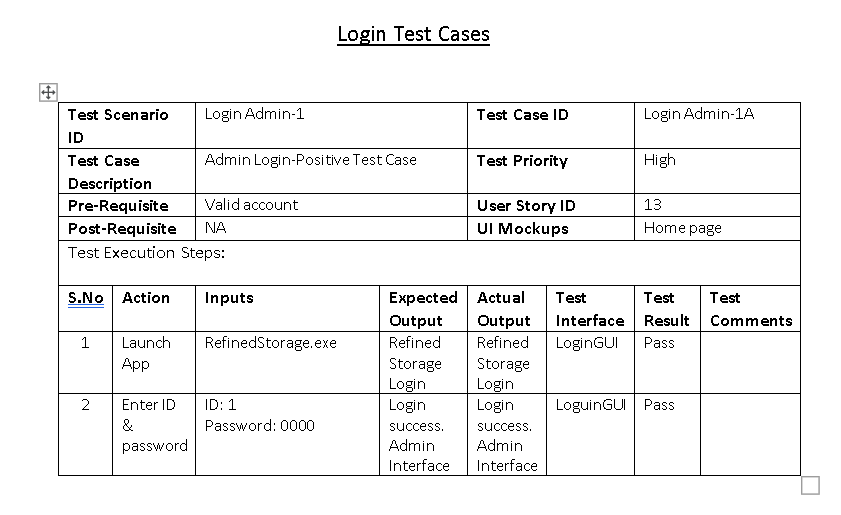 Login Test Cases
Test Scenario ID Login Admin-1 Test Case ID Login Admin-1A
Test Case Description Admin Login-Positive Test Case Test Priority High
Pre-Requisite Valid account User Story ID 13
Post-Requisite NA UI Mockups Home page
Test Execution Steps:
S.No Action Inputs Expected Output Actual Output Test Interface Test Result Test Comments
1 Launch App RefinedStorage.exe Refined Storage Login Refined Storage Login LoginGUI Pass
2 Enter ID & password ID: 1 Password: 0000 Login success. Admin Interface Login success. Admin Interface LoguinGUI Pass